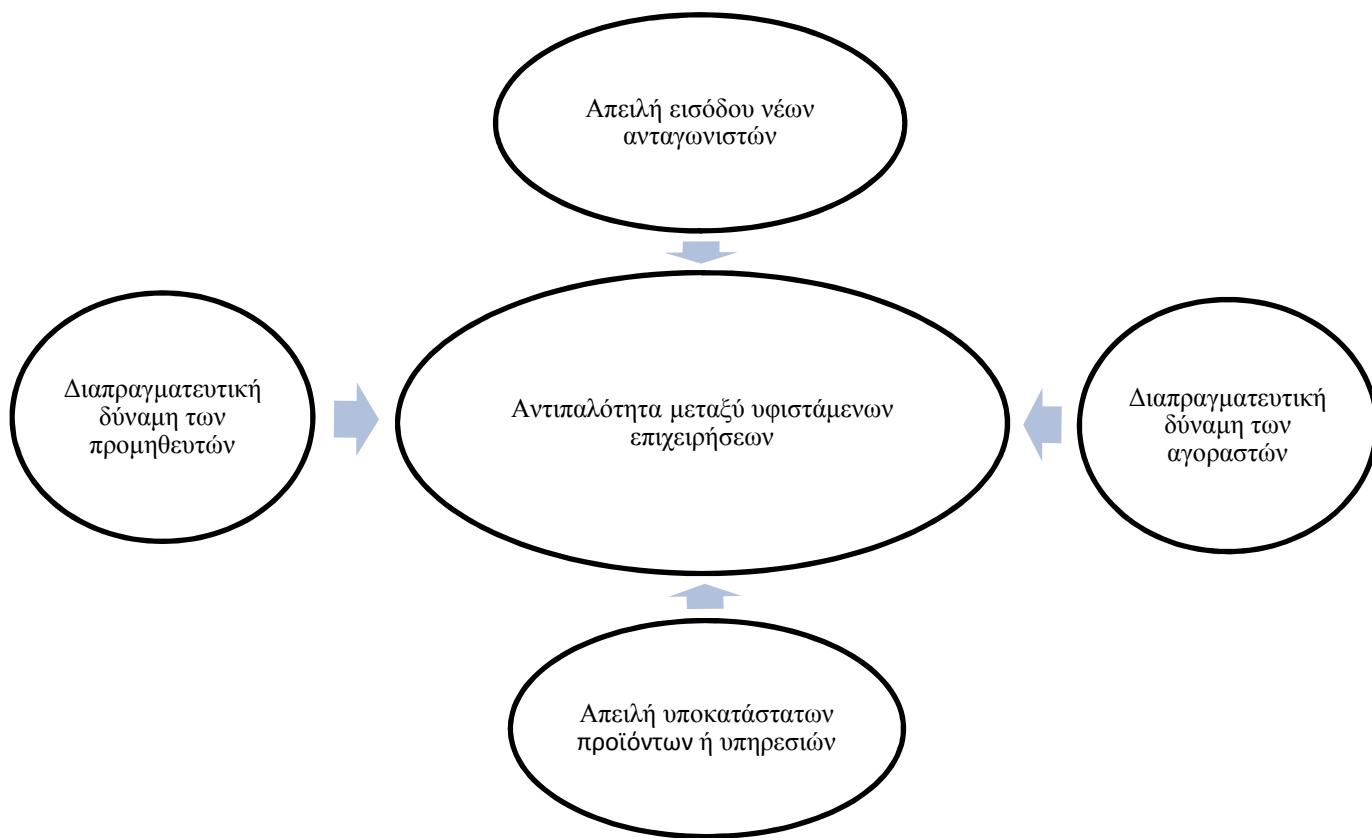 Απειλή εισόδου νέων
ανταγωνιστών
Διαπραγματευτική
δύναμη των
προμηθευτών
Αντιπαλότητα μεταξύ υφιστάμενων
επιχειρήσεων
Διαπραγματευτική
δύναμη των
αγοραστών
Απειλή υποκατάστατων
προϊόντων ή υπηρεσιών